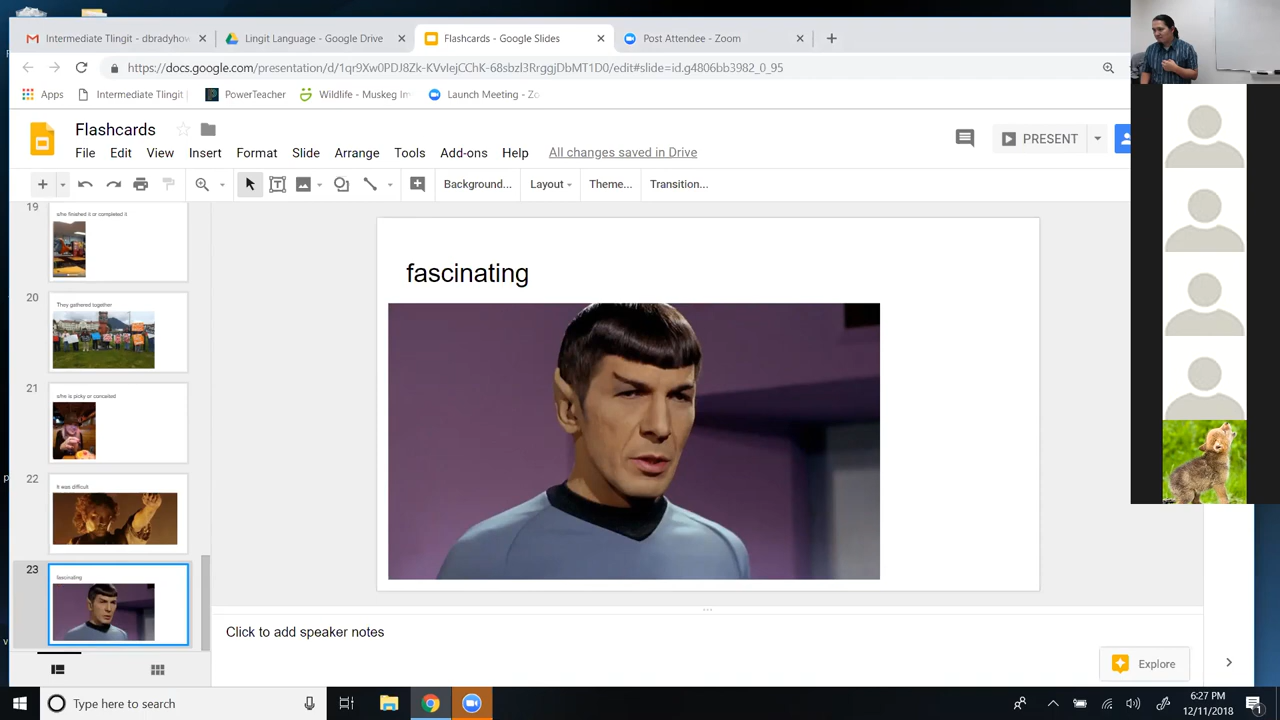 Intermediate Tlingit - dbradyhow
Lingit Language - Google Drive
Flashcards - Google Slides
Post Attendee - Zoom
https://docs.google.com/presentation/d/1qr9Xw0PDJ8Zk-KVvIejCChK-68sbzl3RrggjDbMT1D0/edit#slide=id.g4806bb3982_0_95
Apps
Intermediate Tlingit
PowerTeacher
Wildlife - Muskeg Im
Launch Meeting - Zo
Flashcards
File Edit View Insert Format Slide Arrange Tools Add-ons Help All changes saved in Drive
PRESENT
Background... Layout Theme... Transition...
19
s/he finished it or completed it
20
They gathered together
21
s/he is picky or conceited
22
It was difficult
23
fascinating
fascinating
Click to add speaker notes
Explore
Type here to search
6:27 PM
12/11/2018
1